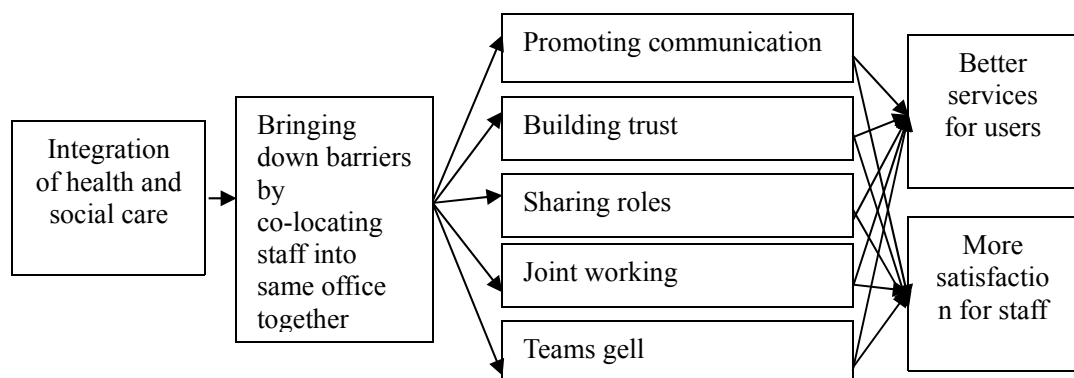 Integration
of health and
social care
Bringing
down barriers
by
co-locating
staff into
same office
together
Promoting communication
Building trust
Sharing roles
Joint working
Teams gell
Better
services
for users
More
satisfactio
n for staff